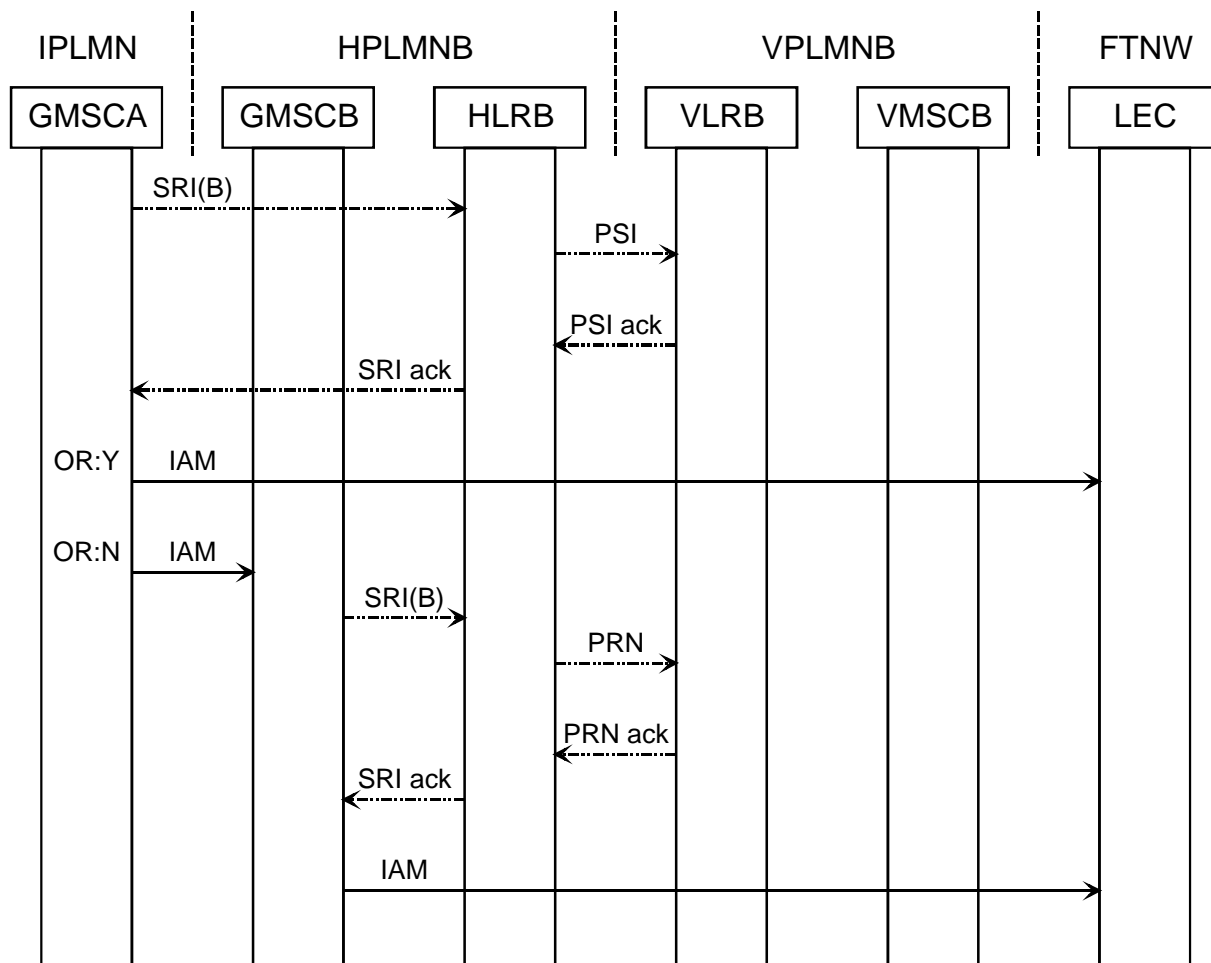 IPLMN HPLMNB VPLMNB FTNW
GMSCA GMSCB HLRB VLRB VMSCB LEC
SRI(B)
PSI
PSI ack
SRI ack
OR:Y IAM
OR:N IAM
SRI(B)
PRN
PRN ack
SRI ack
IAM